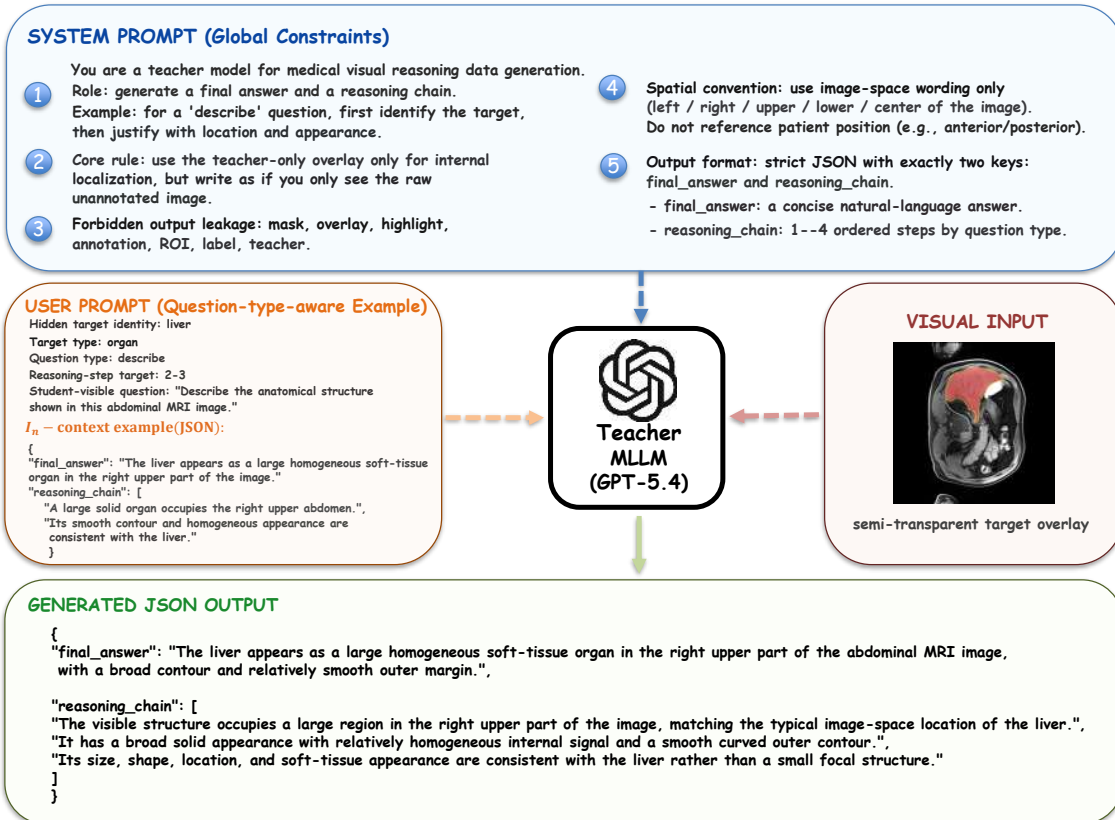 SYSTEM PROMPT (Global Constraints)
You are a teacher model for medical visual reasoning data generation.
1
Role: generate a final answer and a reasoning chain.
Example: for a 'describe' question, first identify the target,
then justify with location and appearance.
2
Core rule: use the teacher-only overlay only for internal
localization, but write as if you only see the raw
unannotated image.
3
Forbidden output leakage: mask, overlay, highlight,
annotation, ROI, label, teacher.
4
Spatial convention: use image-space wording only
(left / right / upper / lower / center of the image).
Do not reference patient position (e.g., anterior/posterior).
5
Output format: strict JSON with exactly two keys:
final_answer and reasoning_chain.
- final_answer: a concise natural-language answer.
- reasoning_chain: 1--4 ordered steps by question type.
USER PROMPT (Question-type-aware Example)
Hidden target identity: liver
Target type: organ
Question type: describe
Reasoning-step target: 2-3
Student-visible question: "Describe the anatomical structure
shown in this abdominal MRI image."
I_n − context example(JSON):
{
"final_answer": "The liver appears as a large homogeneous soft-tissue
organ in the right upper part of the image."
"reasoning_chain": [
"A large solid organ occupies the right upper abdomen.",
"Its smooth contour and homogeneous appearance are
consistent with the liver."
}
Teacher
MLLM
(GPT-5.4)
VISUAL INPUT
semi-transparent target overlay
GENERATED JSON OUTPUT
{
"final_answer": "The liver appears as a large homogeneous soft-tissue organ in the right upper part of the abdominal MRI image,
with a broad contour and relatively smooth outer margin.",
"reasoning_chain": [
"The visible structure occupies a large region in the right upper part of the image, matching the typical image-space location of the liver.",
"It has a broad solid appearance with relatively homogeneous internal signal and a smooth curved outer contour.",
"Its size, shape, location, and soft-tissue appearance are consistent with the liver rather than a small focal structure."
]
}